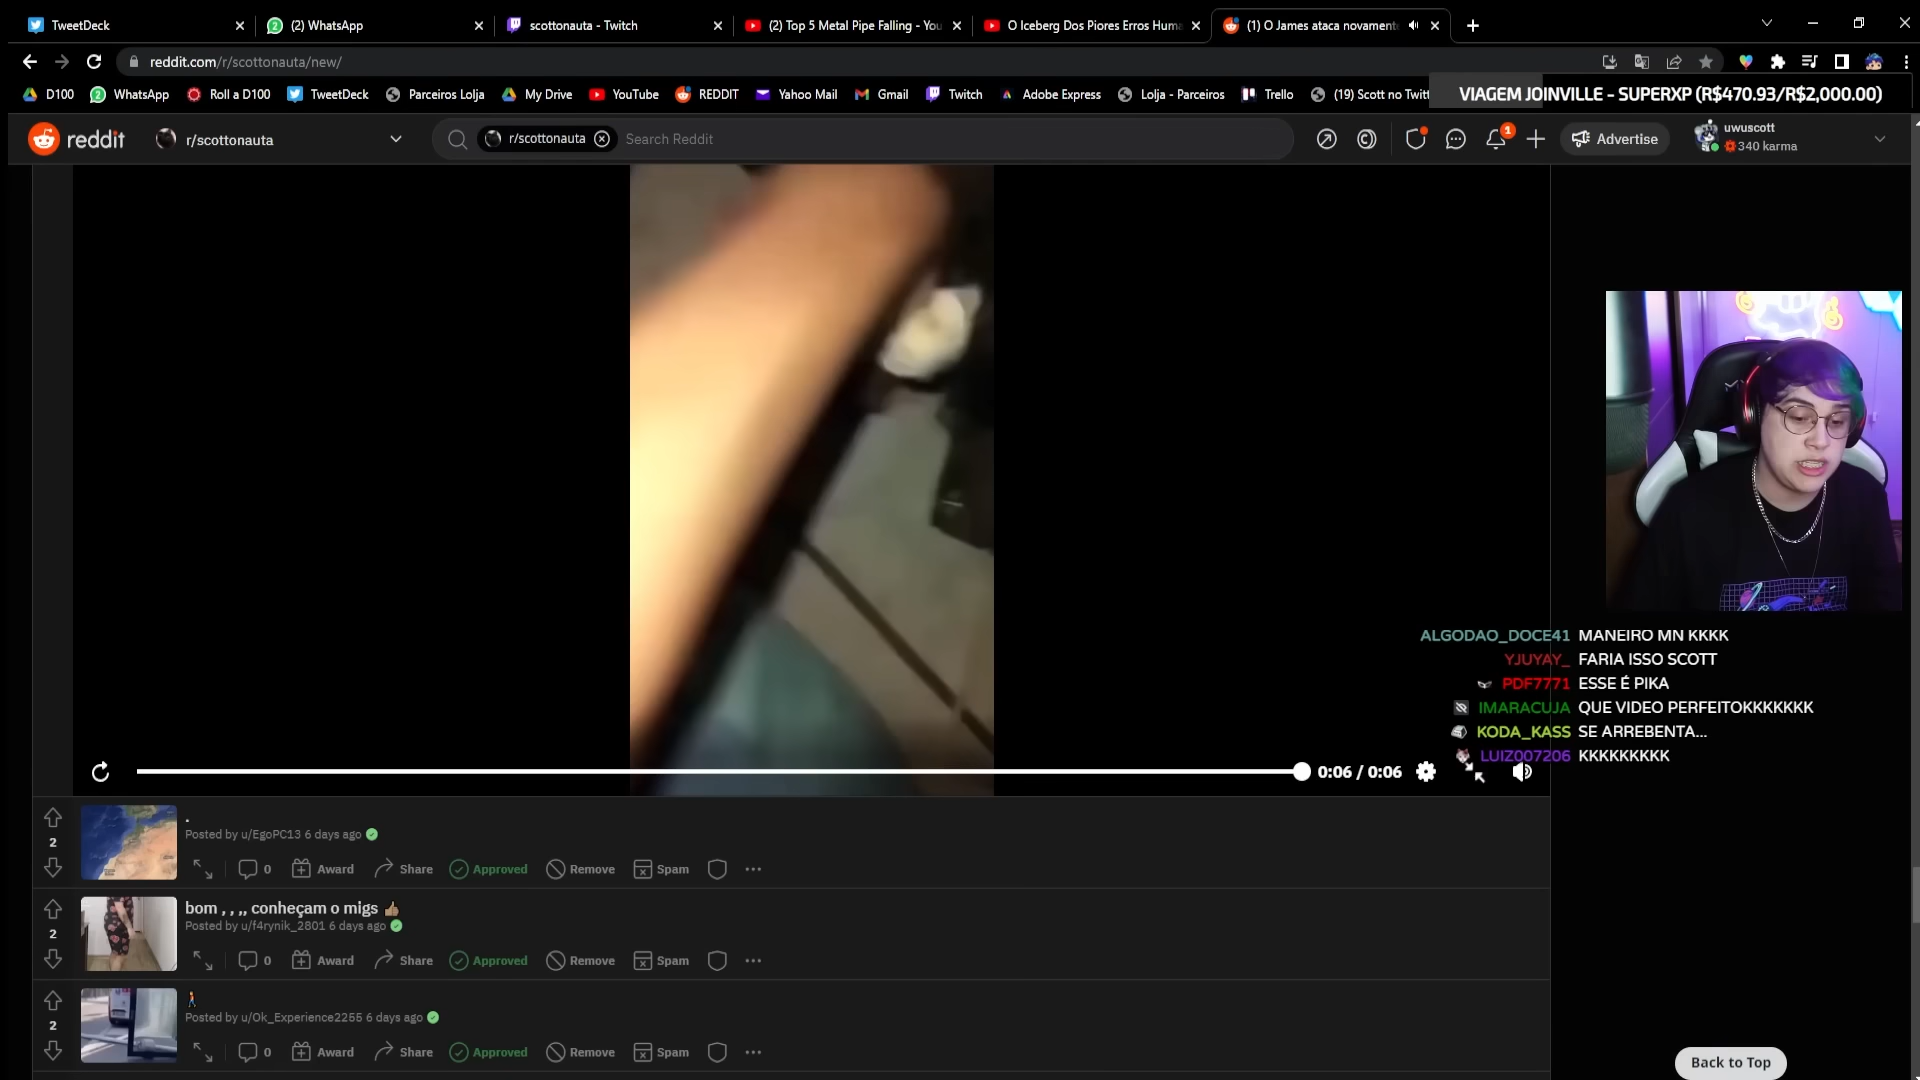 TweetDeck
(2) WhatsApp
scottonauta - Twitch
(2) Top 5 Metal Pipe Falling - You
O Iceberg Dos Piores Erros Huma
(1) O James ataca novament
reddit.com/r/scottonauta/new/
D100
WhatsApp
Roll a D100
TweetDeck
Parceiros Lolja
My Drive
YouTube
REDDIT
Yahoo Mail
Gmail
Twitch
Adobe Express
Lolja - Parceiros
Trello
(19) Scott no Twitt
VIAGEM JOINVILLE - SUPERXP (R$470.93/R$2,000.00)
reddit
r/scottonauta
r/scottonauta
Search Reddit
1
Advertise
uwuscott
340 karma
ALGODAO_DOCE41 MANEIRO MN KKKK
YJUYAY_ FARIA ISSO SCOTT
PDF7771 ESSE É PIKA
IMARACUJA QUE VIDEO PERFEITOKKKKKKK
KODA_KASS SE ARREBENTA...
LUIZ007206 KKKKKKKKK
0:06 / 0:06
.
Posted by u/EgoPC13 6 days ago
2
0 Award Share Approved Remove Spam
bom , , ,, conheçam o migs
Posted by u/f4rynik_2801 6 days ago
2
0 Award Share Approved Remove Spam
Posted by u/Ok_Experience2255 6 days ago
2
0 Award Share Approved Remove Spam
Back to Top